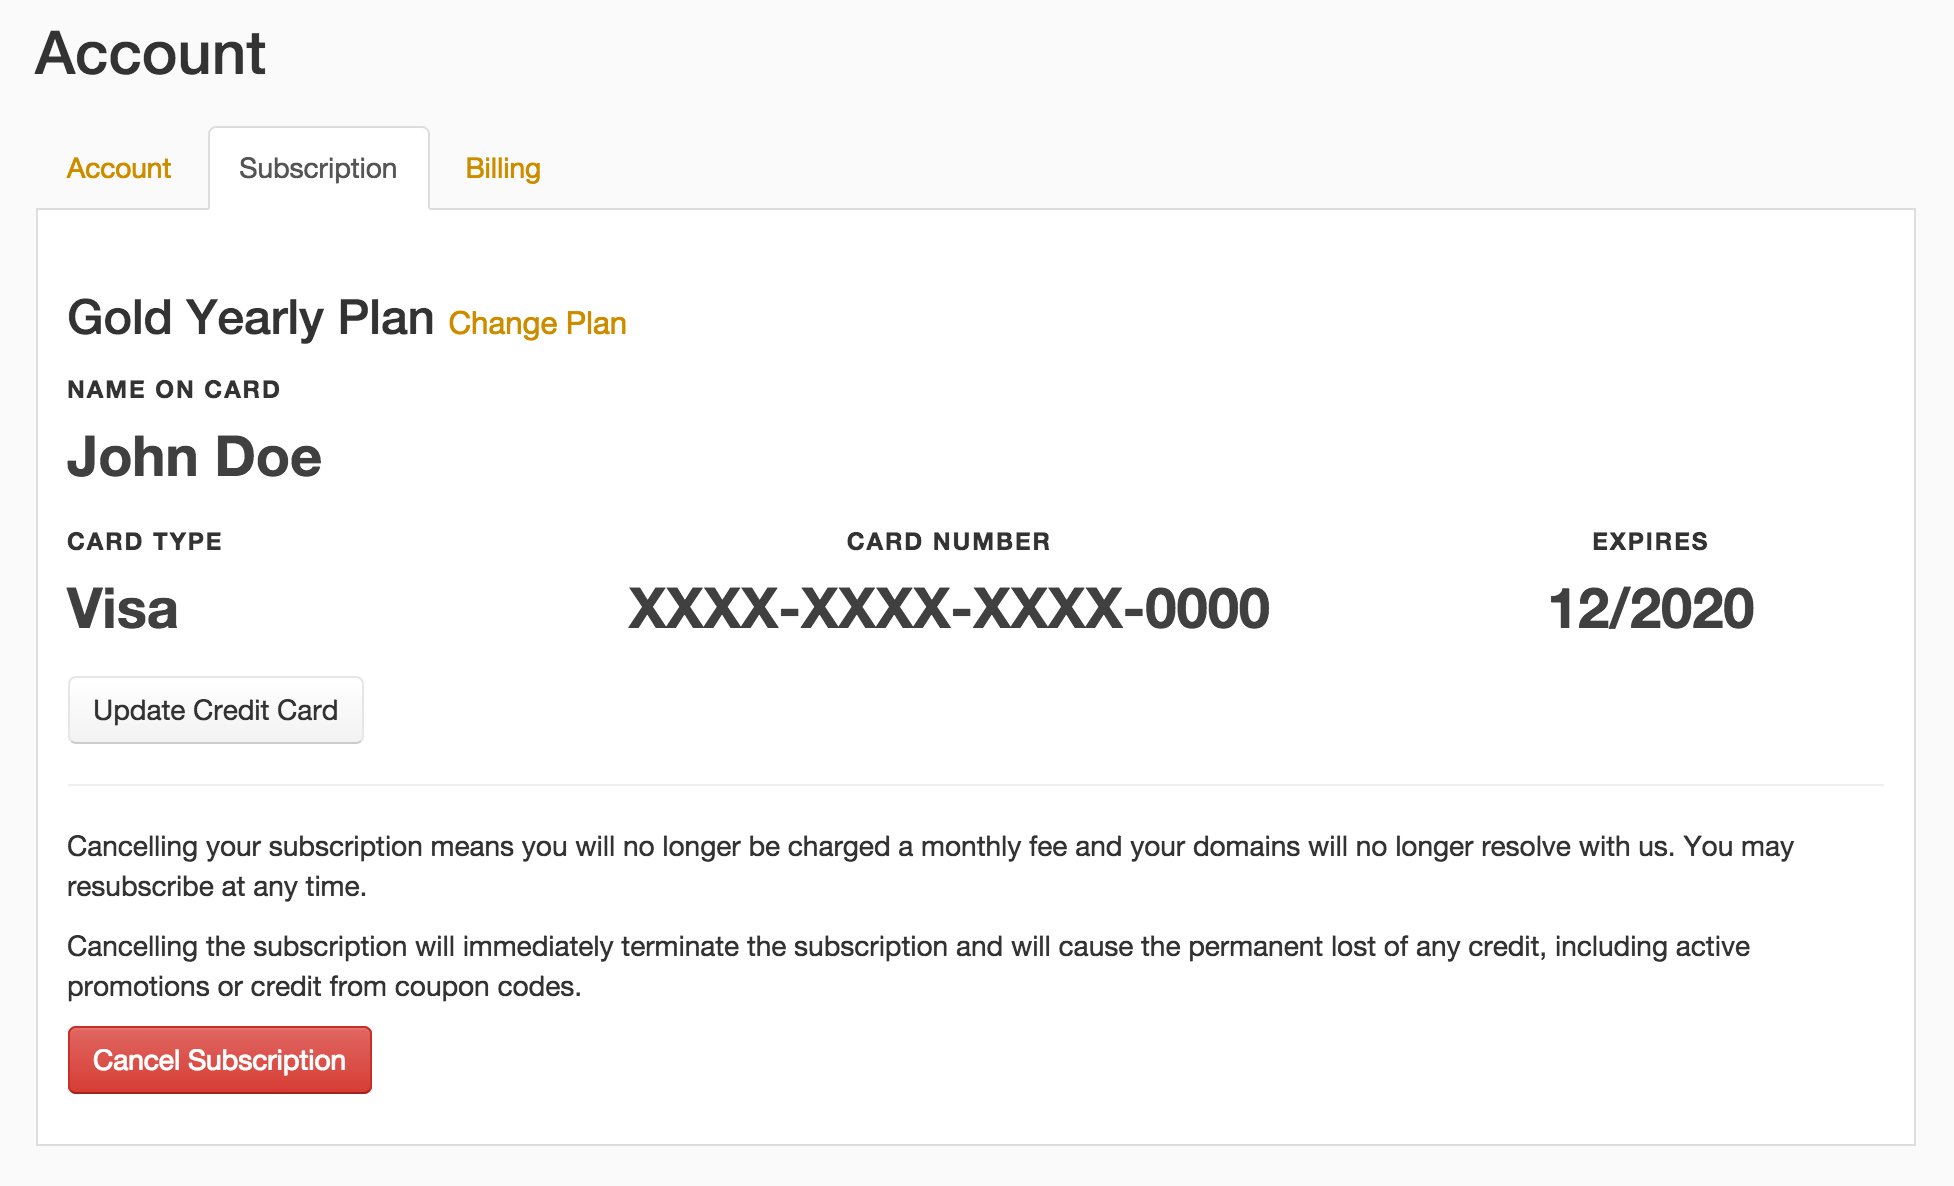 Account
Account Subscription Billing
Gold Yearly Plan Change Plan
NAME ON CARD
John Doe
CARD TYPE CARD NUMBER EXPIRES
Visa XXXX-XXXX-XXXX-0000 12/2020
Update Credit Card
Cancelling your subscription means you will no longer be charged a monthly fee and your domains will no longer resolve with us. You may
resubscribe at any time.
Cancelling the subscription will immediately terminate the subscription and will cause the permanent lost of any credit, including active
promotions or credit from coupon codes.
Cancel Subscription